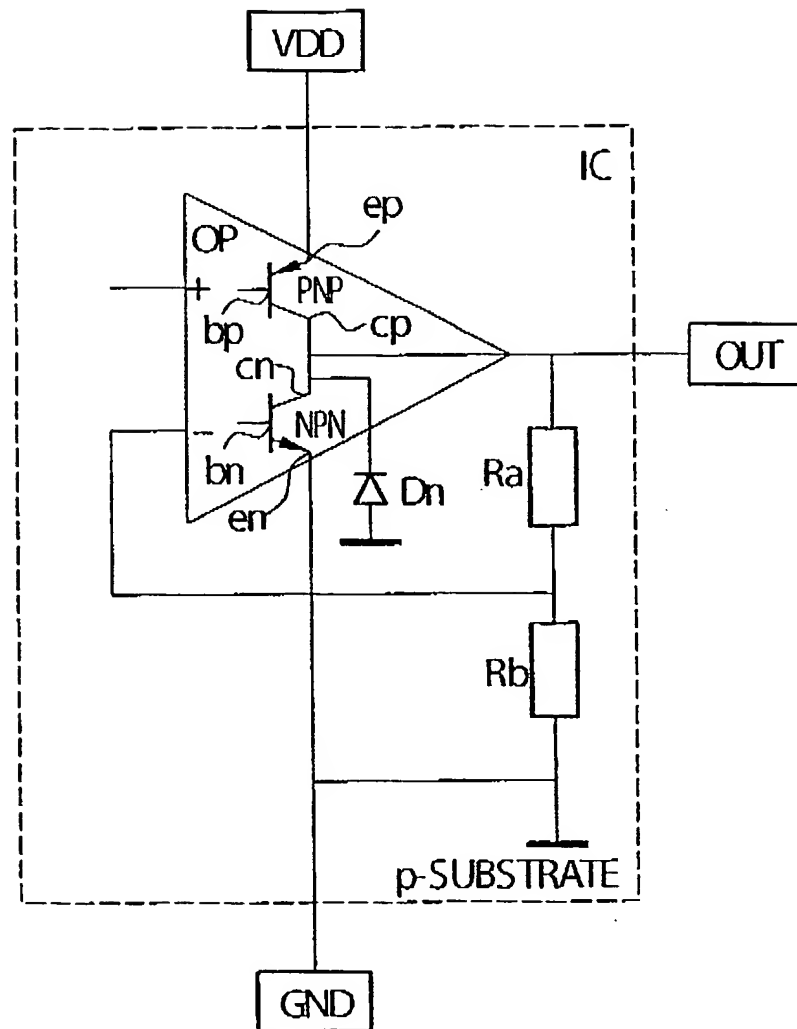 VDD
IC
OP
ep
+
PNP
bp
cp
OUT
cn
-
NPN
bn
Ra
Dn
en
Rb
p-SUBSTRATE
GND